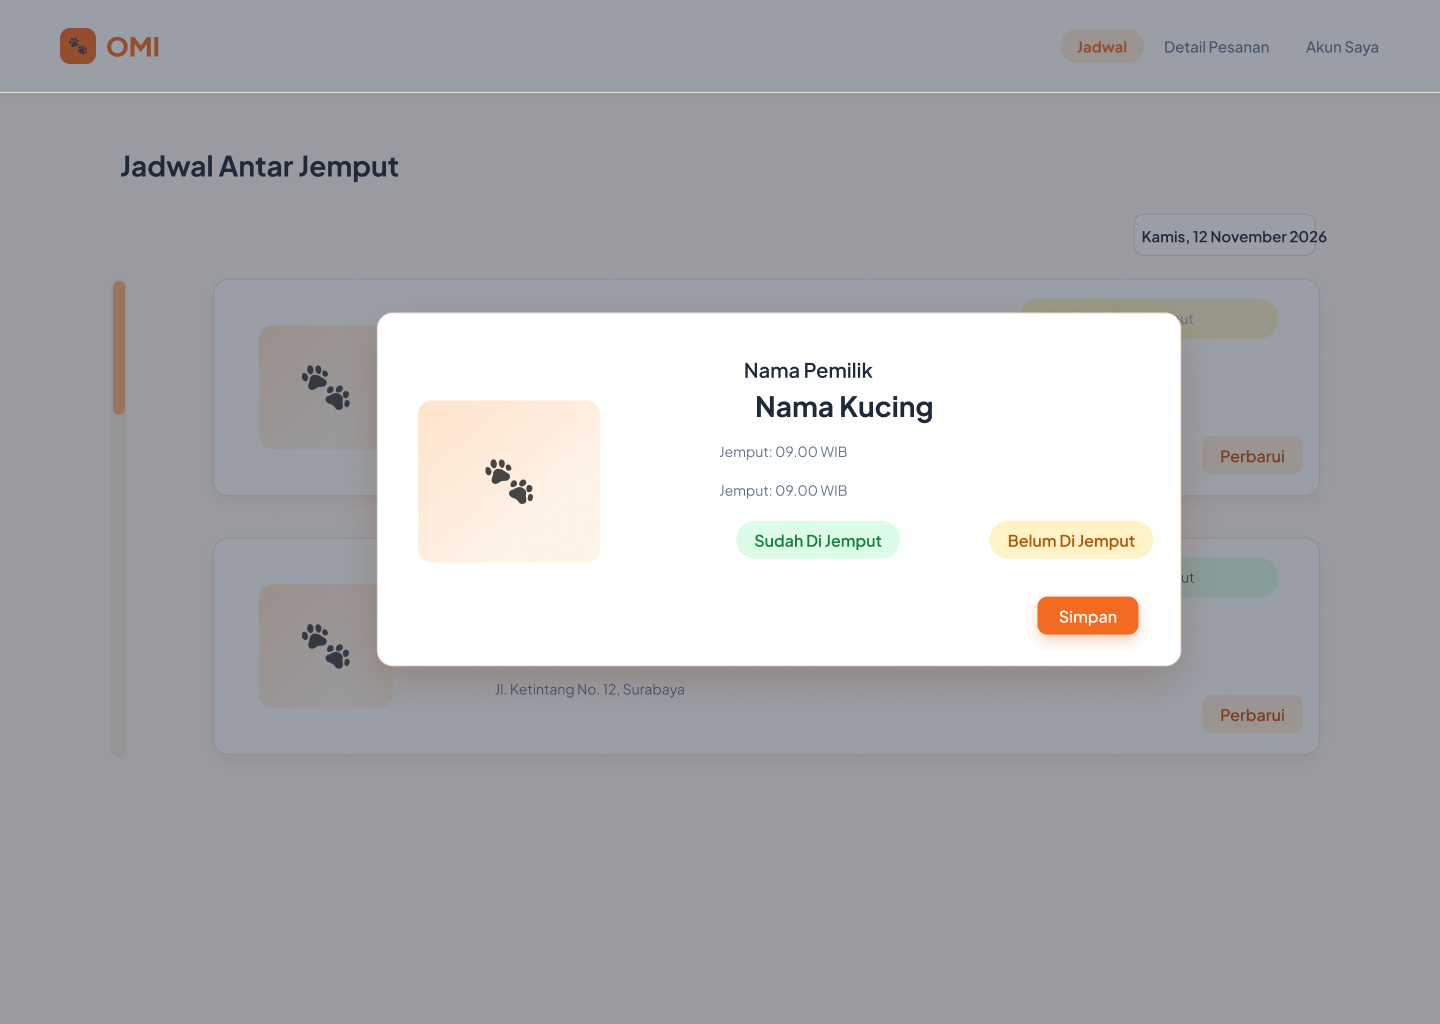 OMI
Jadwal
Detail Pesanan
Akun Saya
Jadwal Antar Jemput
Kamis, 12 November 2026
Nama Pemilik
Nama Kucing
Jemput: 09.00 WIB
Jemput: 09.00 WIB
Sudah Di Jemput
Belum Di Jemput
Simpan
Perbarui
Jl. Ketintang No. 12, Surabaya
Perbarui